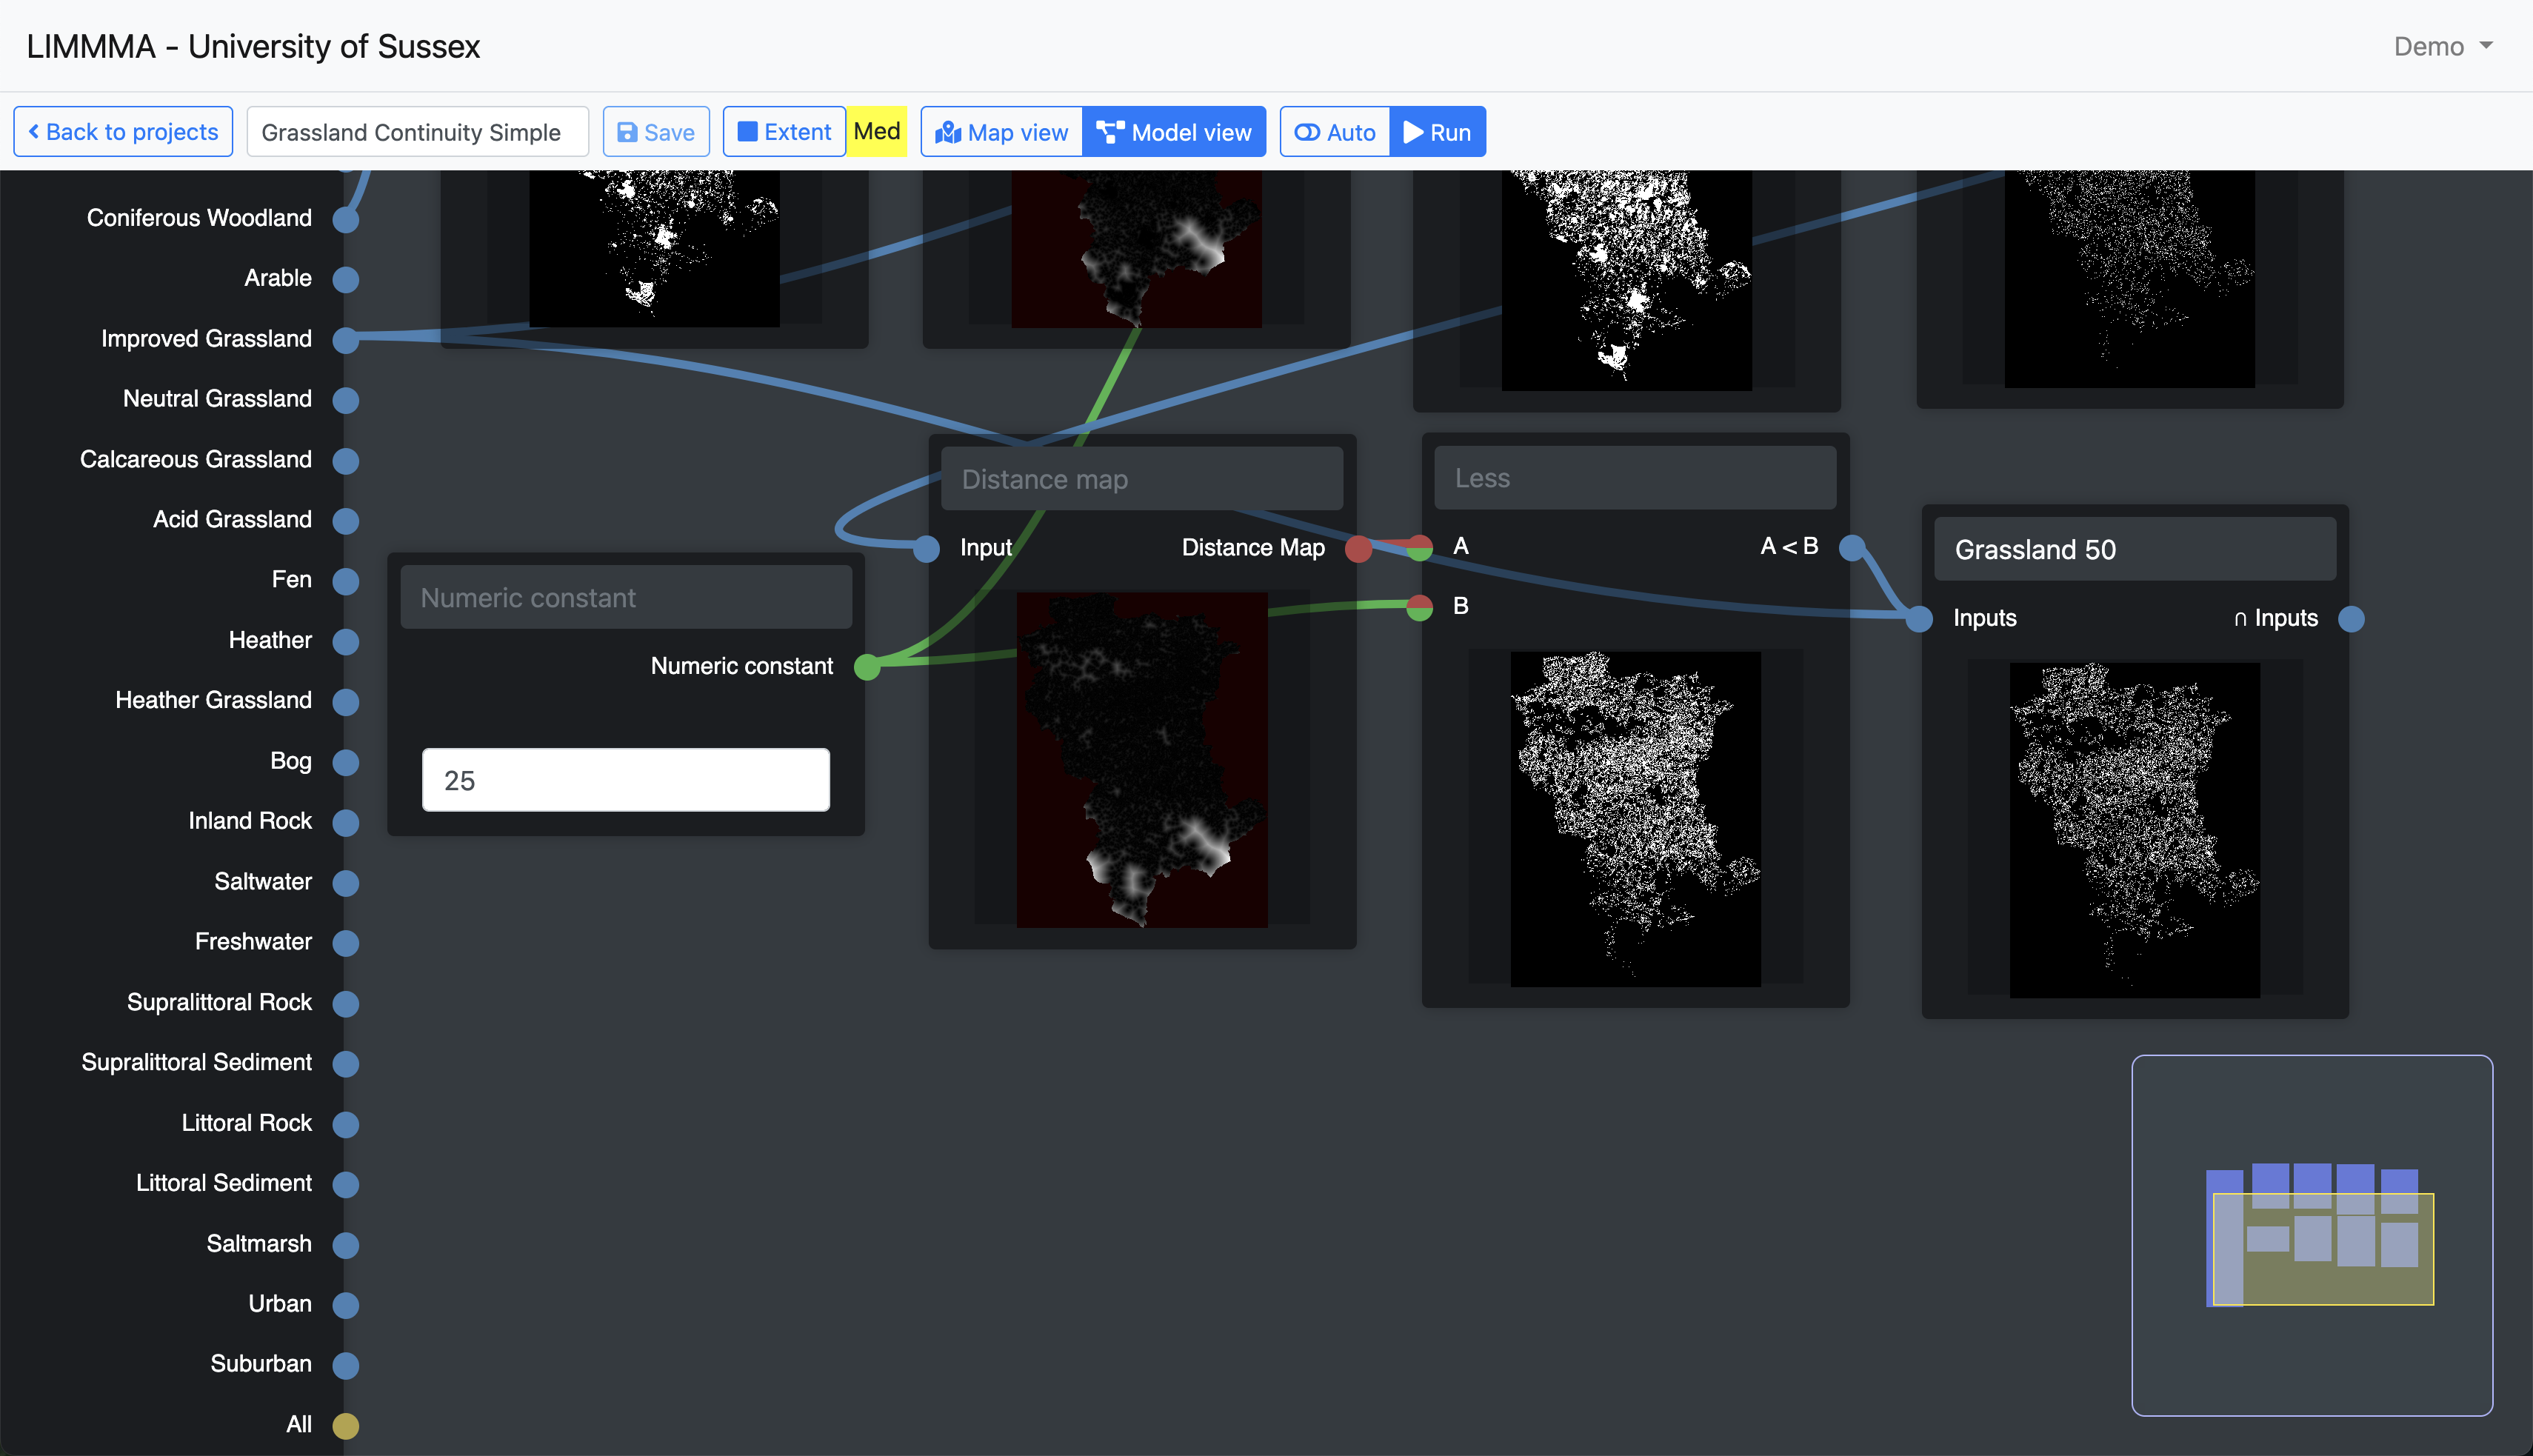 LIMMMA - University of Sussex
Demo
Back to projects
Grassland Continuity Simple
Save
Extent
Med
Map view
Model view
Auto
Run
Coniferous Woodland
Arable
Improved Grassland
Neutral Grassland
Calcareous Grassland
Acid Grassland
Fen
Heather
Heather Grassland
Bog
Inland Rock
Saltwater
Freshwater
Supralittoral Rock
Supralittoral Sediment
Littoral Rock
Littoral Sediment
Saltmarsh
Urban
Suburban
All
Numeric constant
Numeric constant
25
Distance map
Input
Distance Map
Less
A
A < B
B
Grassland 50
Inputs
∩ Inputs